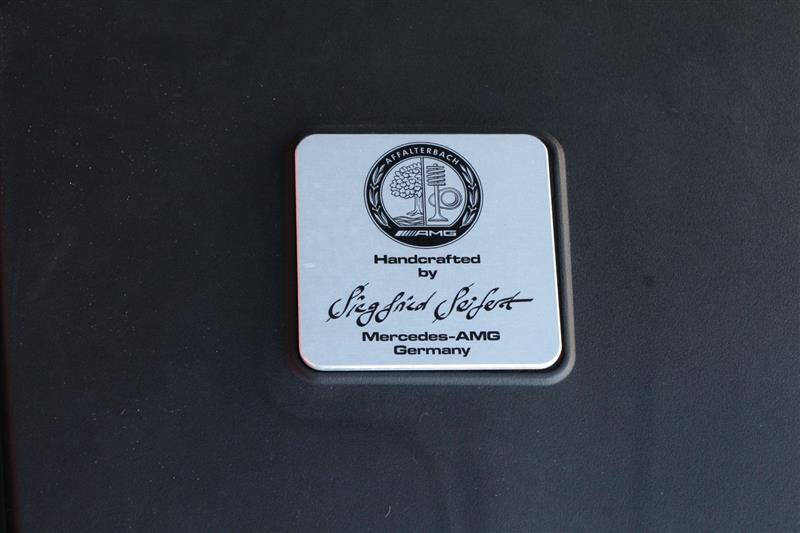 AFFALTERBACH
AMG
Handcrafted
by
Siegfried Seifert
Mercedes-AMG
Germany